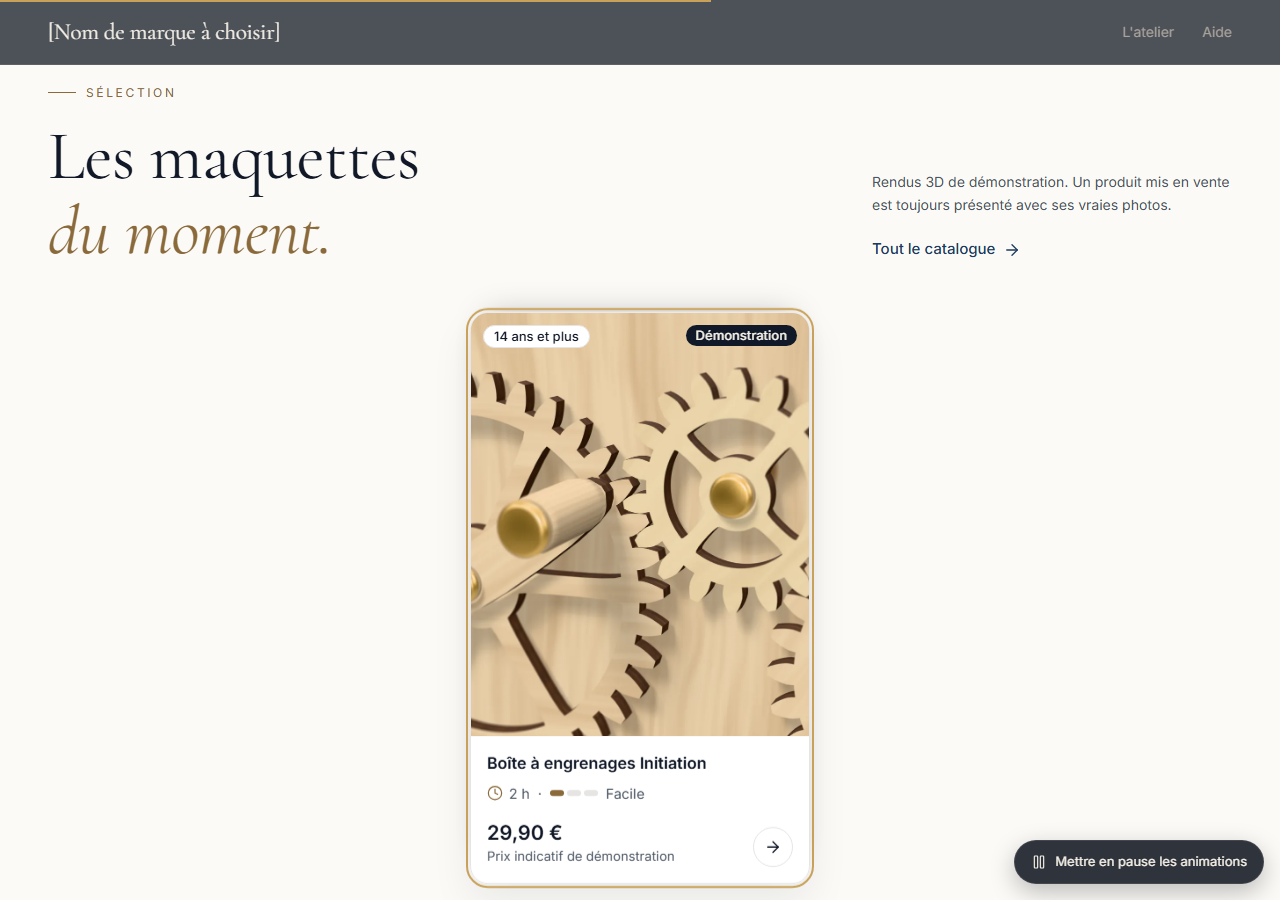 [Nom de marque à choisir]
L'atelier
Aide
SÉLECTION
Les maquettes
du moment.
Rendus 3D de démonstration. Un produit mis en vente
est toujours présenté avec ses vraies photos.
Tout le catalogue
14 ans et plus
Démonstration
Boîte à engrenages Initiation
2 h · Facile
29,90 €
Prix indicatif de démonstration
Mettre en pause les animations